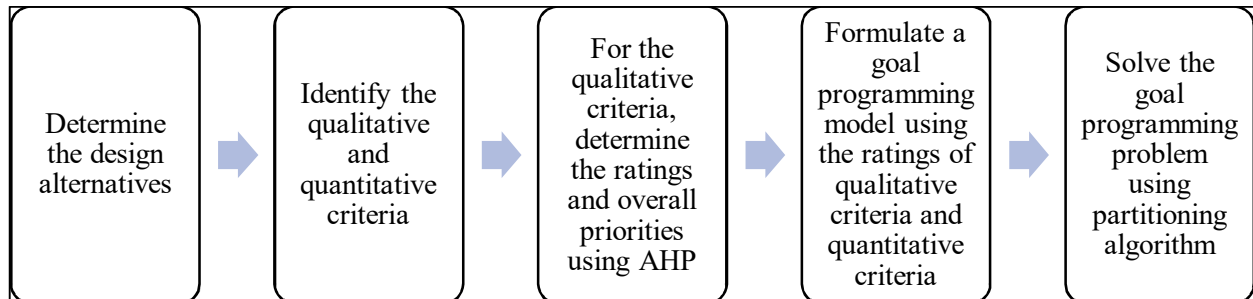 Determine
the design
alternatives
Identify the
qualitative
and
quantitative
criteria
For the
qualitative
criteria,
determine
the ratings
and overall
priorities
using AHP
Formulate a
goal
programming
model using
the ratings of
qualitative
criteria and
quantitative
criteria
Solve the
goal
programming
problem
using
partitioning
algorithm